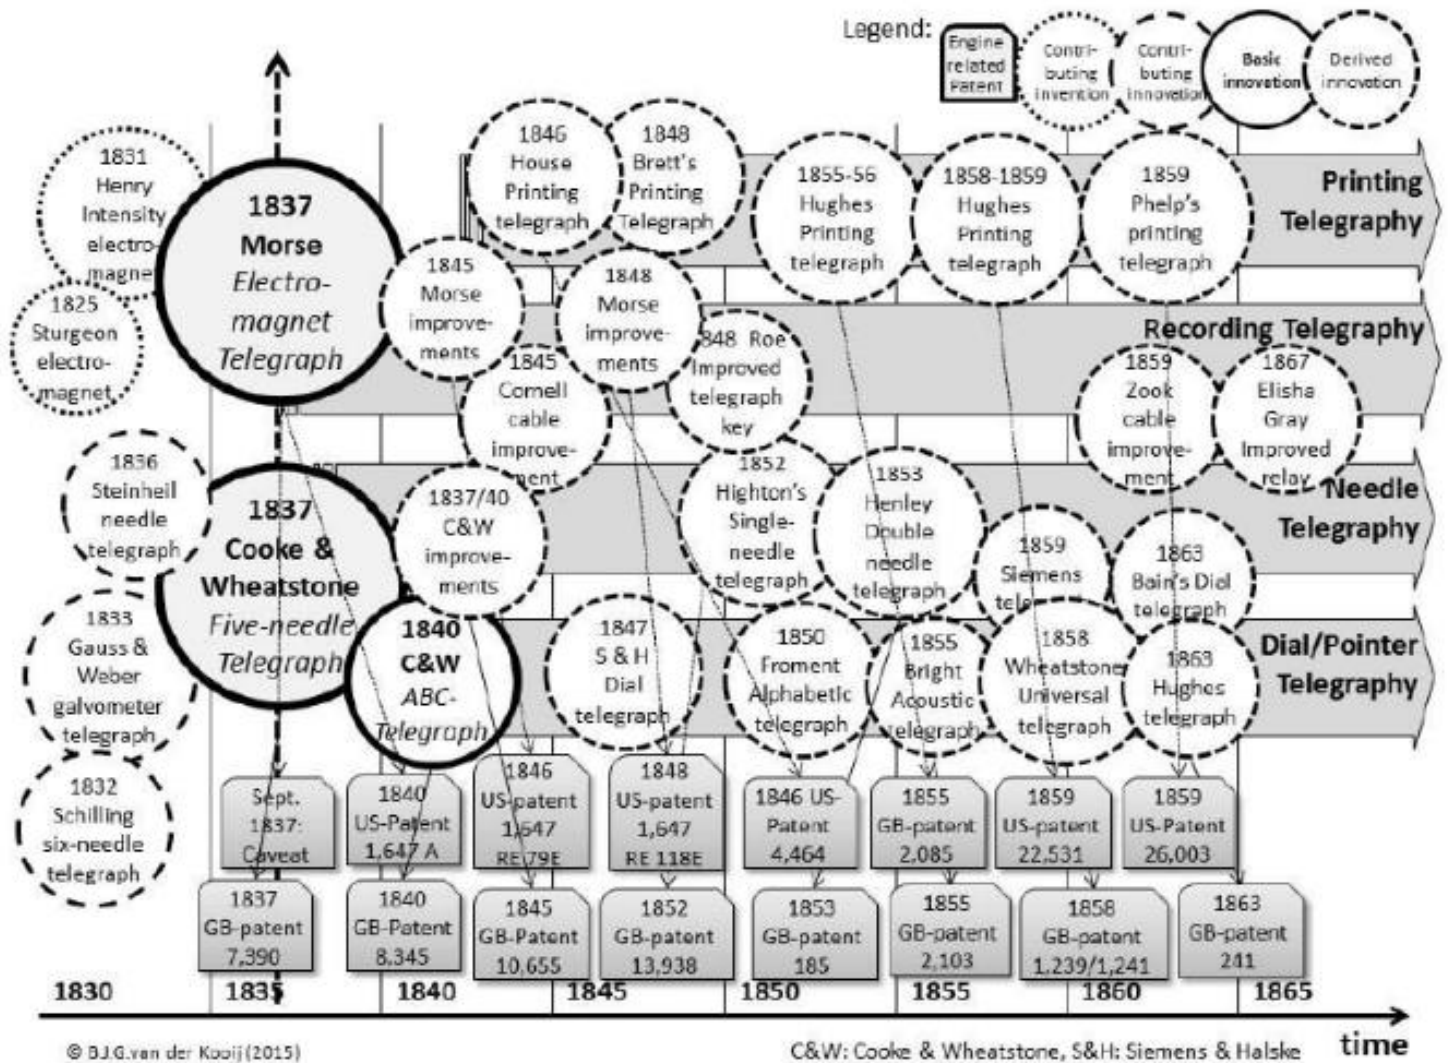 Legend:
Engine
related
Patent
Contri-
buting
invention
Contri-
buting
innovation
Basic
innovation
Derived
innovation
1831
Henry
Intensity
electro-
magnet
1825
Sturgeon
electro-
magnet
1837
Morse
Electro-
magnet
Telegraph
1846
House
Printing
telegraph
1848
Brett's
Printing
Telegraph
1855-56
Hughes
Printing
telegraph
1858-1859
Hughes
Printing
telegraph
1859
Phelp's
printing
telegraph
Printing
Telegraphy
1845
Morse
improve-
ments
1848
Morse
improve-
ments
1845
Cornell
cable
improve-
ment
848 Roe
Improved
telegraph
key
Recording Telegraphy
1859
Zook
cable
improve-
ment
1867
Elisha
Gray
Improved
relay
1836
Steinheil
needle
telegraph
1837
Cooke &
Wheatstone
Five-needle
Telegraph
1837/40
C&W
improve-
ments
1852
Highton's
Single-
needle
telegraph
1853
Henley
Double
needle
telegraph
Needle
Telegraphy
1859
Siemens
1863
Bain's Dial
telegraph
1833
Gauss &
Weber
galvometer
telegraph
1840
C&W
ABC-
Telegraph
1847
S & H
Dial
telegraph
1850
Froment
Alphabetic
telegraph
1855
Bright
Acoustic
telegraph
1858
Wheatstone
Universal
telegraph
1863
Hughes
telegraph
Dial/Pointer
Telegraphy
1832
Schilling
six-needle
telegraph
Sept.
1837:
Caveat
1840
US-Patent
1,647 A
1846
US-patent
1,647
RE 79E
1848
US-patent
1,647
RE 118E
1846 US-
Patent
4,464
1855
GB-patent
2,085
1859
US-patent
22,531
1859
US-Patent
26,003
1837
GB-patent
7,390
1840
GB-Patent
8,345
1845
GB-Patent
10,655
1852
GB-patent
13,938
1853
GB-patent
185
1855
GB-patent
2,103
1858
GB-patent
1,239/1,241
1863
GB-patent
241
1830 1835 1840 1845 1850 1855 1860 1865
time
© B.J.G.van der Kooij (2015)
C&W: Cooke & Wheatstone, S&H: Siemens & Halske